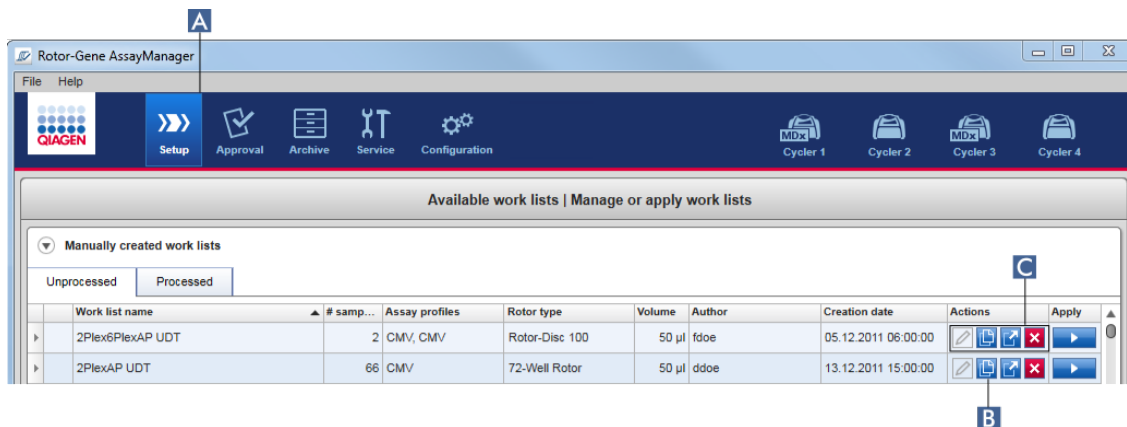 A
Rotor-Gene AssayManager
File Help
QIAGEN
Setup Approval Archive Service Configuration
MDx MDx
Cycler 1 Cycler 2 Cycler 3 Cycler 4
Available work lists | Manage or apply work lists
Manually created work lists
C
Unprocessed Processed
Work list name # samp... Assay profiles Rotor type Volume Author Creation date Actions Apply
2Plex6PlexAP UDT 2 CMV, CMV Rotor-Disc 100 50 µl fdoe 05.12.2011 06:00:00
2PlexAP UDT 66 CMV 72-Well Rotor 50 µl ddoe 13.12.2011 15:00:00
B